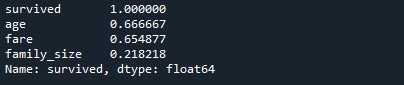 survived       1.000000
age            0.666667
fare           0.654877
family_size    0.218218
Name: survived, dtype: float64